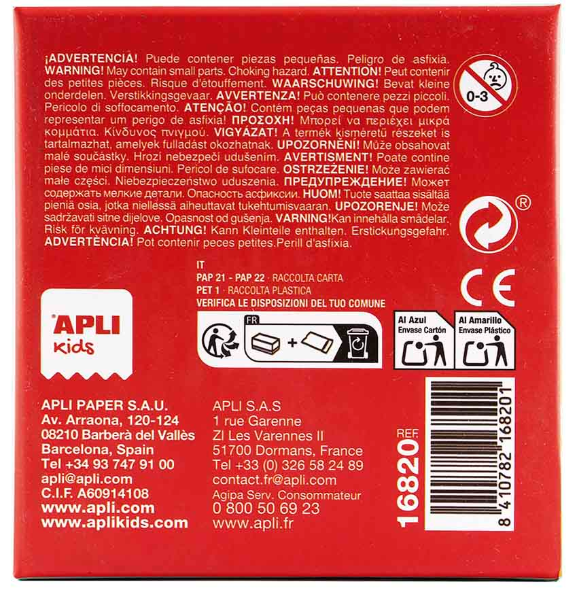 ¡ADVERTENCIA! Puede contener piezas pequeñas. Peligro de asfixia.
WARNING! May contain small parts. Choking hazard. ATTENTION! Peut contenir
des petites pièces. Risque d'étouffement. WAARSCHUWING! Bevat kleine
onderdelen. Verstikkingsgevaar. AVVERTENZA! Può contenere pezzi piccoli.
Pericolo di soffocamento. ATENÇÃO! Contém peças pequenas que podem
representar um perigo de asfixia! ΠΡΟΣΟΧΗ! Μπορεί να περιέχει μικρά
κομμάτια. Κίνδυνος πνιγμού. VIGYÁZAT! A termék kisméretű részeket is
tartalmazhat, amelyek fulladást okozhatnak. UPOZORNĚNÍ! Může obsahovat
malé součástky. Hrozí nebezpečí udušením. AVERTISMENT! Poate contine
piese de mici dimensiuni. Pericol de sufocare. OSTRZEŻENIE! Może zawierać
małe części. Niebezpieczeństwo uduszenia. ПРЕДУПРЕЖДЕНИЕ! Может
содержать мелкие детали. Опасность асфиксии. HUOM! Tuote saattaa sisältää
pieniä osia, jotka niellessä aiheuttavat tukehtumisvaaran. UPOZORENJE! Može
sadržavati sitne dijelove. Opasnost od gušenja. VARNING! Kan innehålla smådelar.
Risk för kvävning. ACHTUNG! Kann Kleinteile enthalten. Erstickungsgefahr.
ADVERTÈNCIA! Pot contenir peces petites. Perill d'asfixia.
0-3
®
CE
IT
PAP 21 - PAP 22 · RACCOLTA CARTA
PET 1 · RACCOLTA PLASTICA
VERIFICA LE DISPOSIZIONI DEL TUO COMUNE
FR
+
Al Azul
Envase Cartón
Al Amarillo
Envase Plástico
APLI
kids
APLI PAPER S.A.U.
Av. Arraona, 120-124
08210 Barberà del Vallès
Barcelona, Spain
Tel +34 93 747 91 00
apli@apli.com
C.I.F. A60914108
www.apli.com
www.aplikids.com
APLI S.A.S
1 rue Garenne
ZI Les Varennes II
51700 Dormans, France
Tel +33 (0) 326 58 24 89
contact.fr@apli.com
Agipa Serv. Consommateur
0 800 50 69 23
www.apli.fr
REF.
16820
8 410782 168201